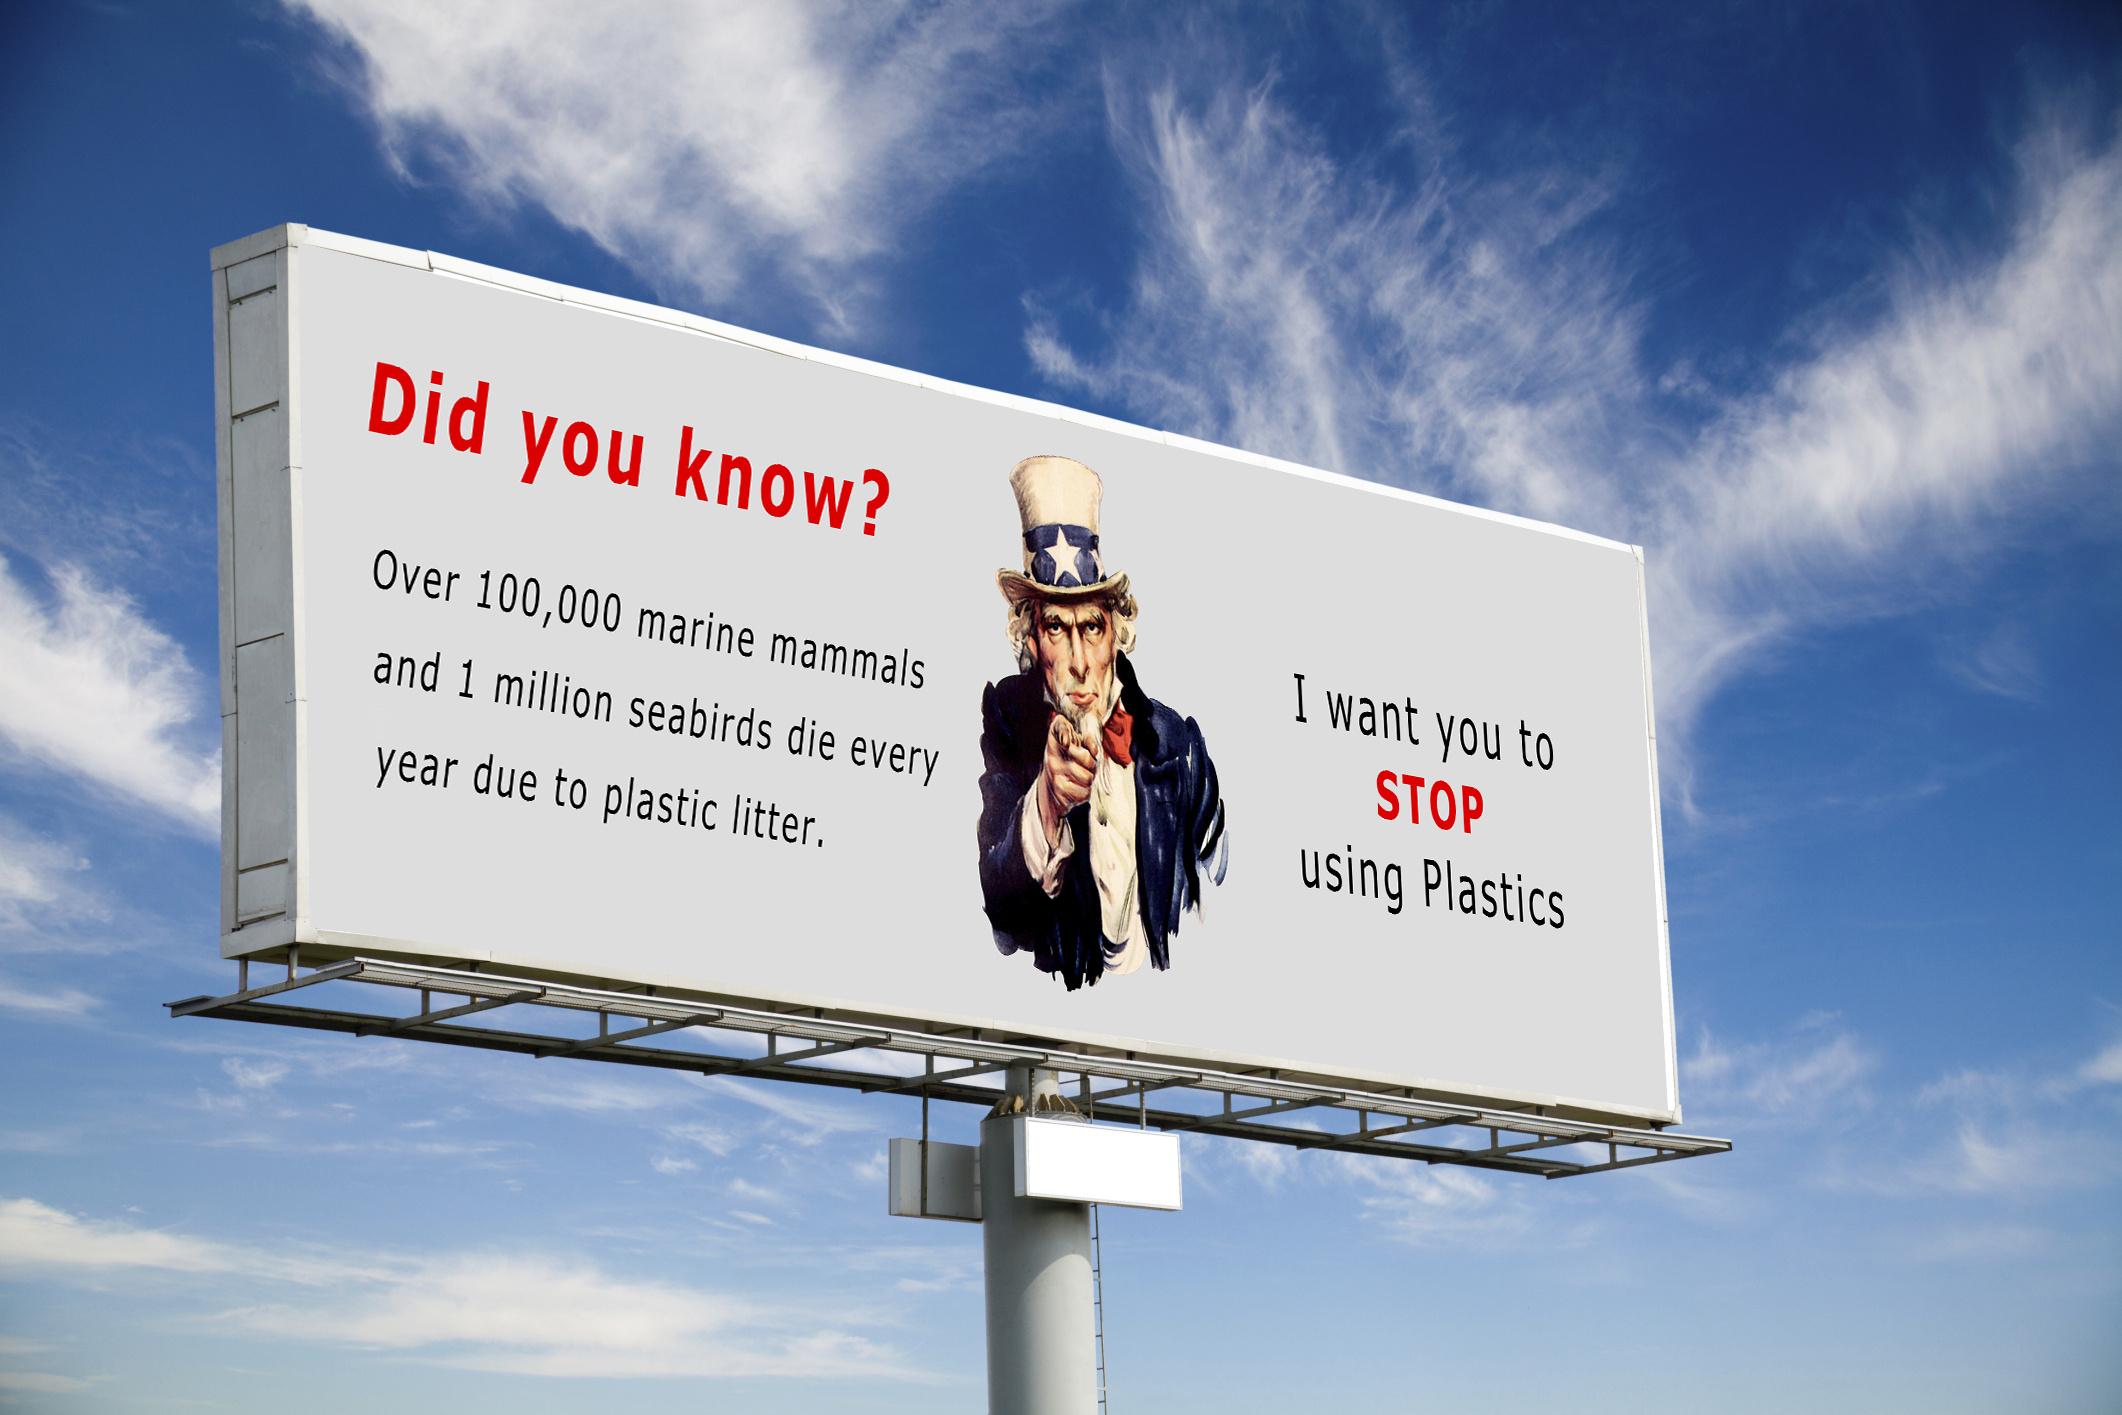 Did you know?
Over 100,000 marine mammals
and 1 million seabirds die every
year due to plastic litter.
I want you to
STOP
using Plastics